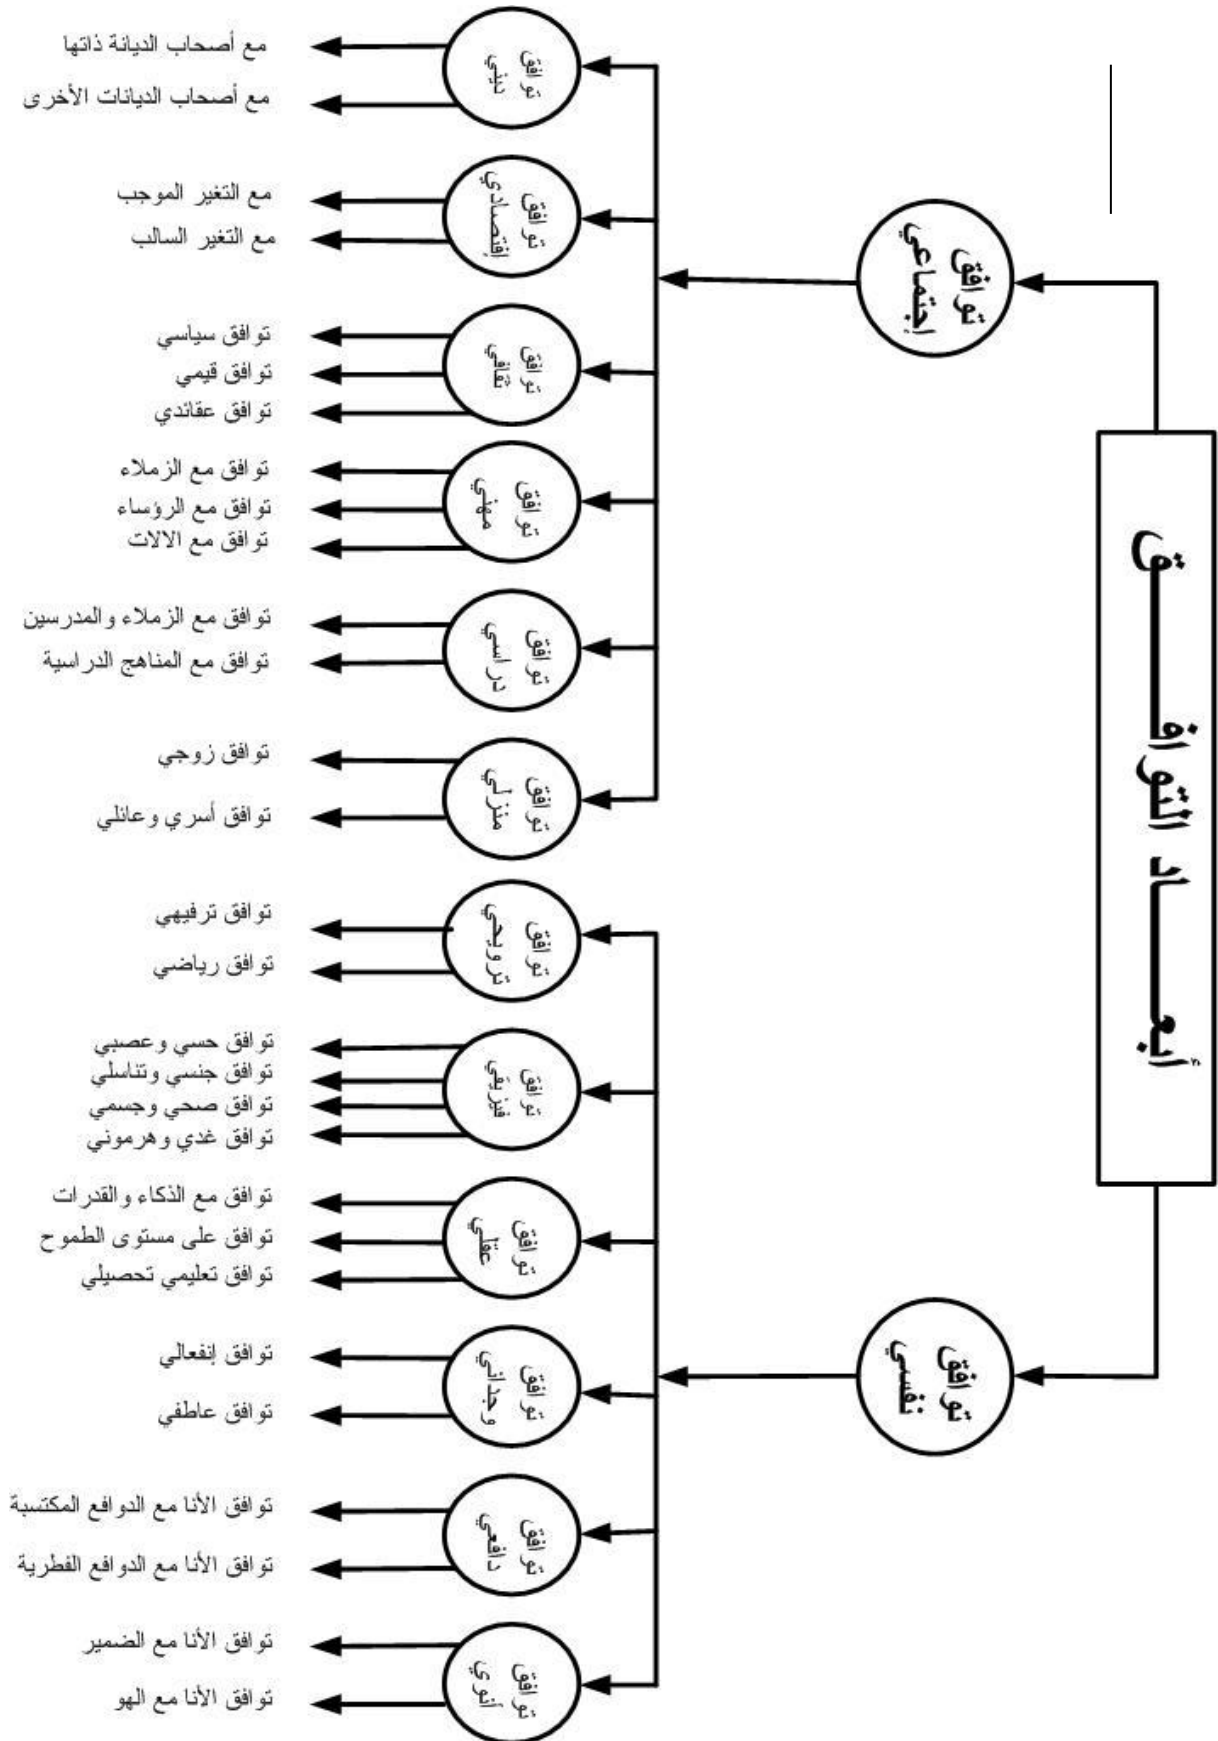 أبعـــــاد التوافـــــق
توافق
إجتماعي
توافق
ديني
مع أصحاب الديانة ذاتها
مع أصحاب الديانات الأخرى
توافق
إقتصادي
مع التغير الموجب
مع التغير السالب
توافق
ثقافي
توافق سياسي
توافق قيمي
توافق عقائدي
توافق
مهني
توافق مع الزملاء
توافق مع الرؤساء
توافق مع الالات
توافق
دراسي
توافق مع الزملاء والمدرسين
توافق مع المناهج الدراسية
توافق
منزلي
توافق زوجي
توافق أسري وعائلي
توافق
نفسي
توافق
ترويحي
توافق ترفيهي
توافق رياضي
توافق
فيزيقي
توافق حسي وعصبي
توافق جنسي وتناسلي
توافق صحي وجسمي
توافق غدي وهرموني
توافق
عقلي
توافق مع الذكاء والقدرات
توافق على مستوى الطموح
توافق تعليمي تحصيلي
توافق
وجداني
توافق إنفعالي
توافق عاطفي
توافق
دافعي
توافق الأنا مع الدوافع المكتسبة
توافق الأنا مع الدوافع الفطرية
توافق
أنوي
توافق الأنا مع الضمير
توافق الأنا مع الهو